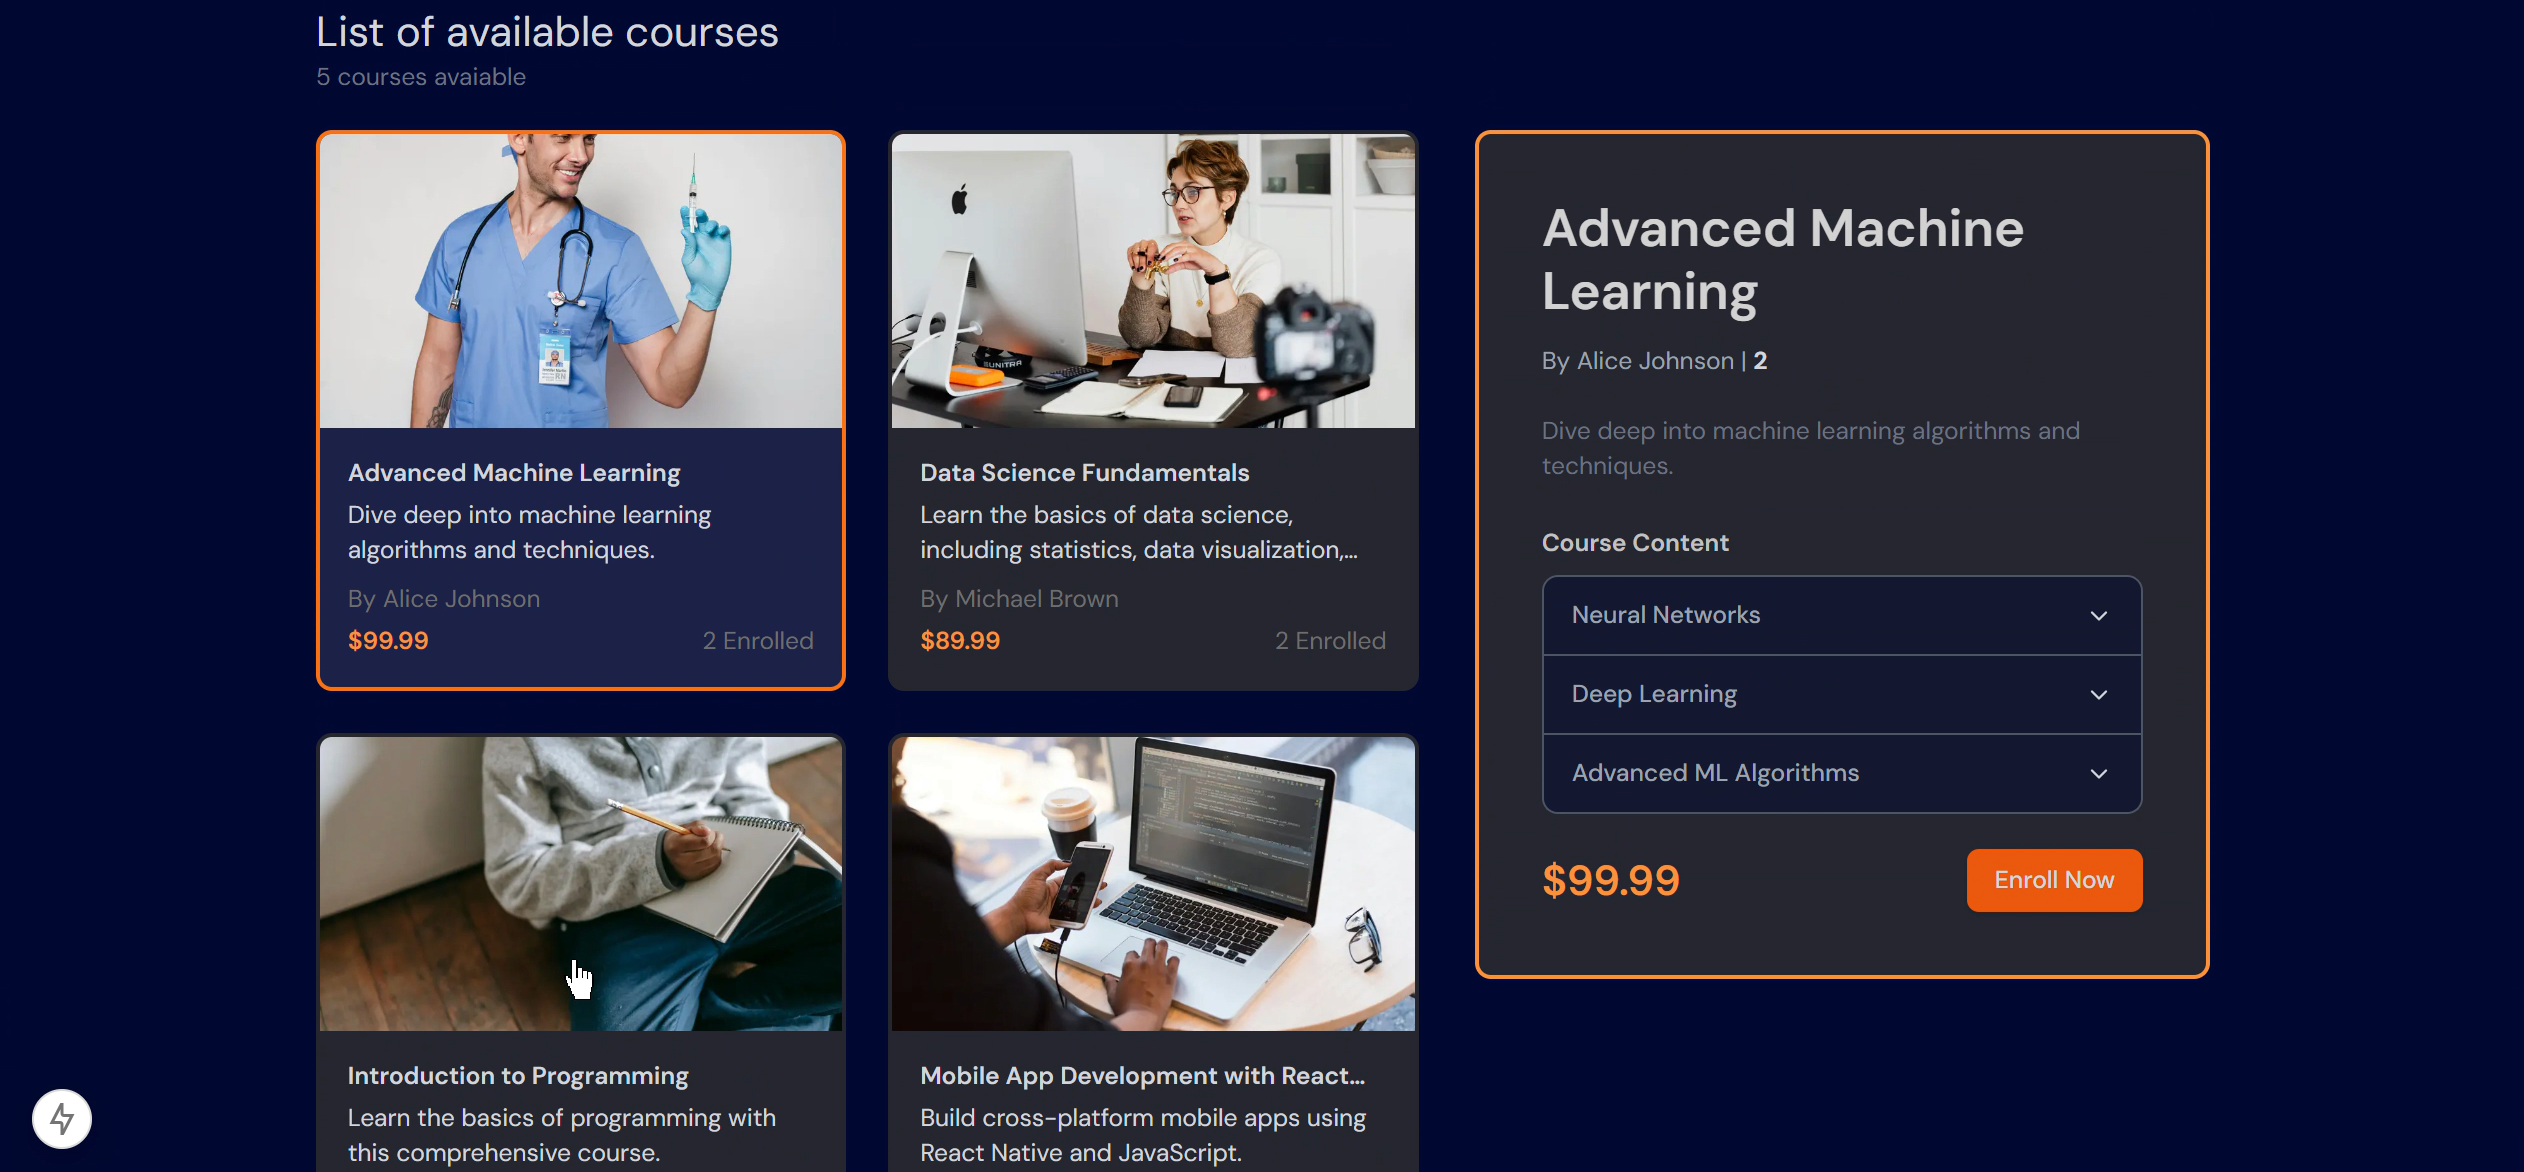 List of available courses
5 courses avaiable
SUNITRA
RN
Advanced Machine Learning
Dive deep into machine learning
algorithms and techniques.
By Alice Johnson
$99.99
2 Enrolled
Data Science Fundamentals
Learn the basics of data science,
including statistics, data visualization,...
By Michael Brown
$89.99
2 Enrolled
Introduction to Programming
Learn the basics of programming with
this comprehensive course.
Mobile App Development with React...
Build cross-platform mobile apps using
React Native and JavaScript.
Advanced Machine
Learning
By Alice Johnson | 2
Dive deep into machine learning algorithms and
techniques.
Course Content
Neural Networks
Deep Learning
Advanced ML Algorithms
$99.99
Enroll Now